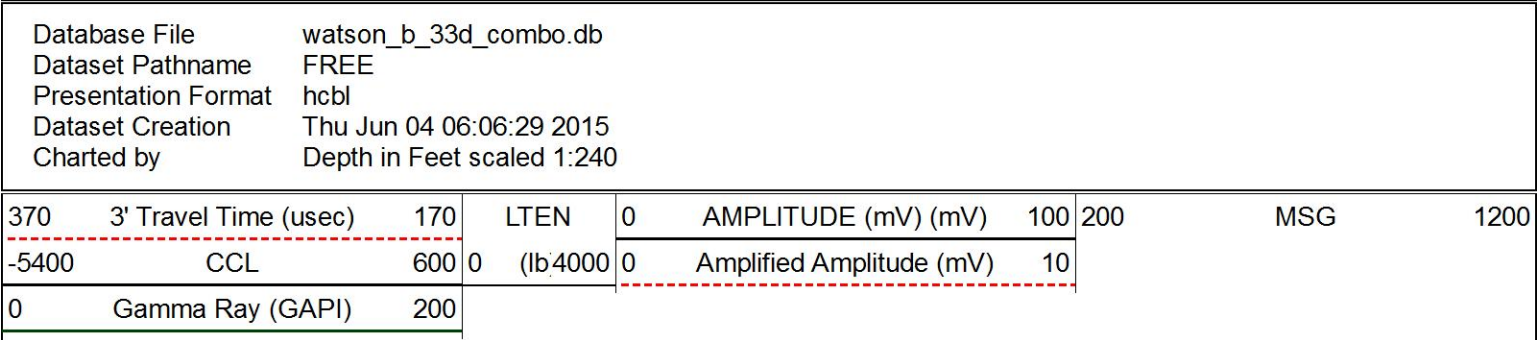 Database File watson_b_33d_combo.db
Dataset Pathname FREE
Presentation Format hcbl
Dataset Creation Thu Jun 04 06:06:29 2015
Charted by Depth in Feet scaled 1:240
370 3' Travel Time (usec) 170 LTEN 0 AMPLITUDE (mV) (mV) 100 200 MSG 1200
-5400 CCL 600 0 (lb 4000 0 Amplified Amplitude (mV) 10
0 Gamma Ray (GAPI) 200